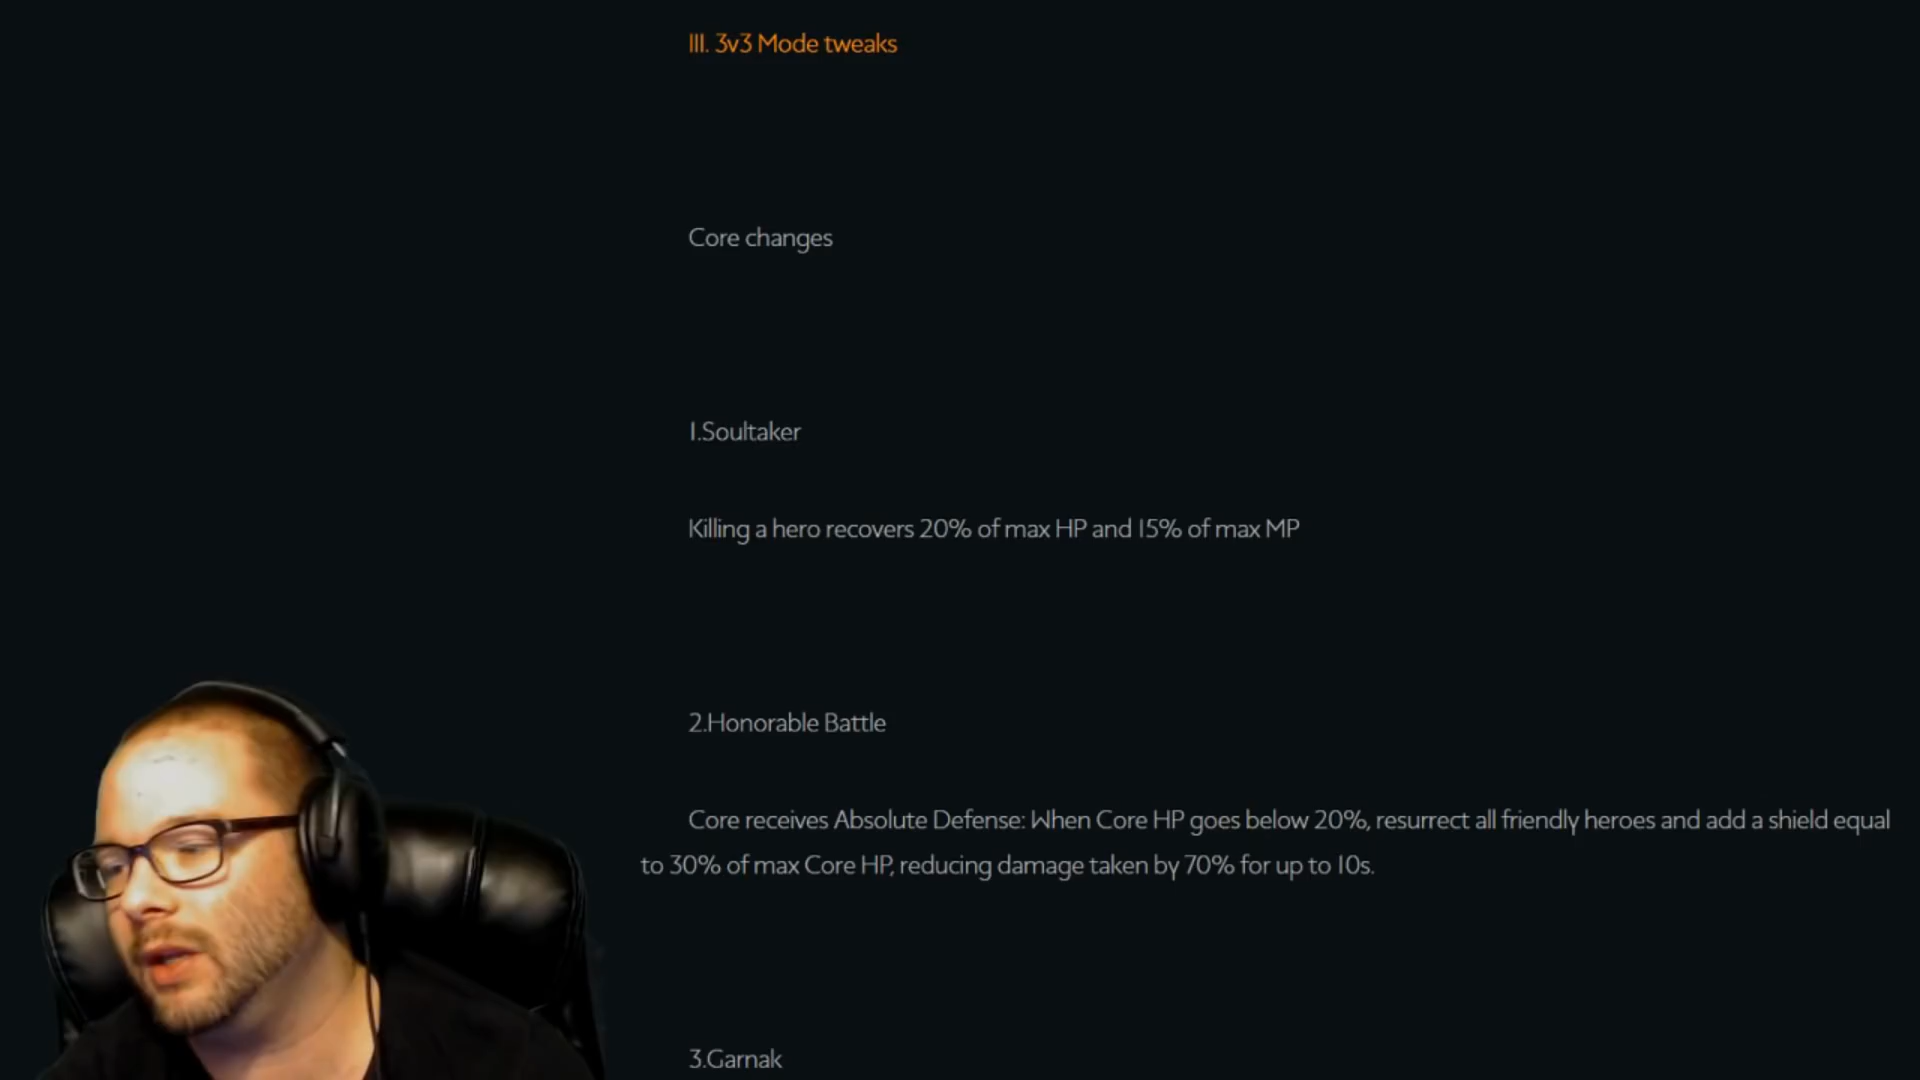 III. 3v3 Mode tweaks
Core changes
1.Soultaker
Killing a hero recovers 20% of max HP and 15% of max MP
2.Honorable Battle
Core receives Absolute Defense: When Core HP goes below 20%, resurrect all friendly heroes and add a shield equal
to 30% of max Core HP, reducing damage taken by 70% for up to 10s.
3.Garnak